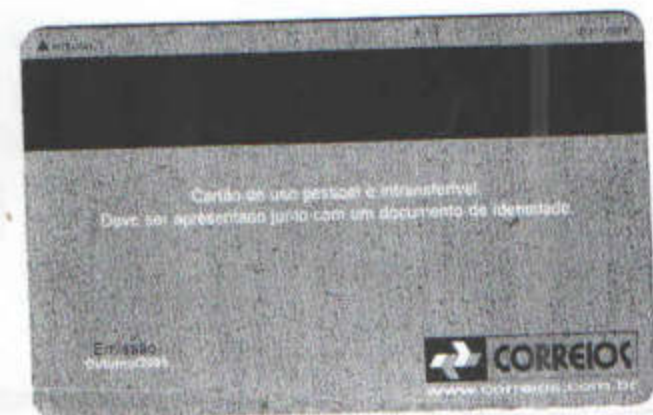 Cartão de uso pessoal e intransferível.
Deve ser apresentado junto com um documento de identidade.
Emissão
CORREIOS
www.correios.com.br